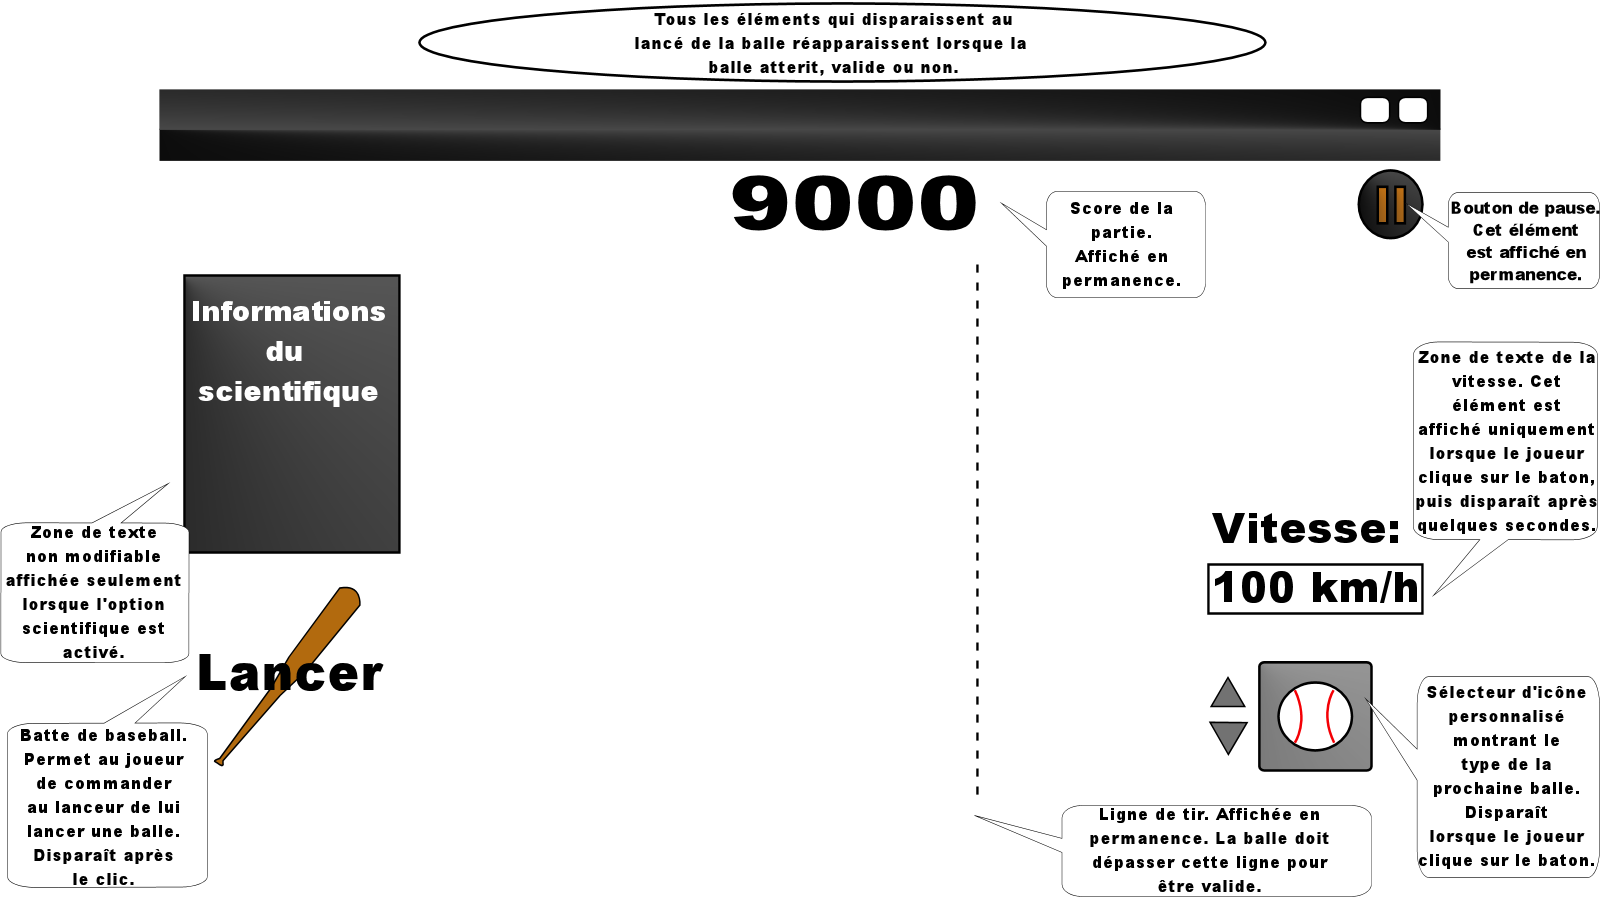 Tous les éléments qui disparaissent au
lancé de la balle réapparaissent lorsque la
balle atterit, valide ou non.
9000
Score de la
partie.
Affiché en
permanence.
Bouton de pause.
Cet élément
est affiché en
permanence.
Informations
du
scientifique
Zone de texte de la
vitesse. Cet
élément est
affiché uniquement
lorsque le joueur
clique sur le baton,
puis disparaît après
quelques secondes.
Zone de texte
non modifiable
affichée seulement
lorsque l'option
scientifique est
activé.
Vitesse:
100 km/h
Lancer
Batte de baseball.
Permet au joueur
de commander
au lanceur de lui
lancer une balle.
Disparaît après
le clic.
Sélecteur d'icône
personnalisé
montrant le
type de la
prochaine balle.
Disparaît
lorsque le joueur
clique sur le baton.
Ligne de tir. Affichée en
permanence. La balle doit
dépasser cette ligne pour
être valide.